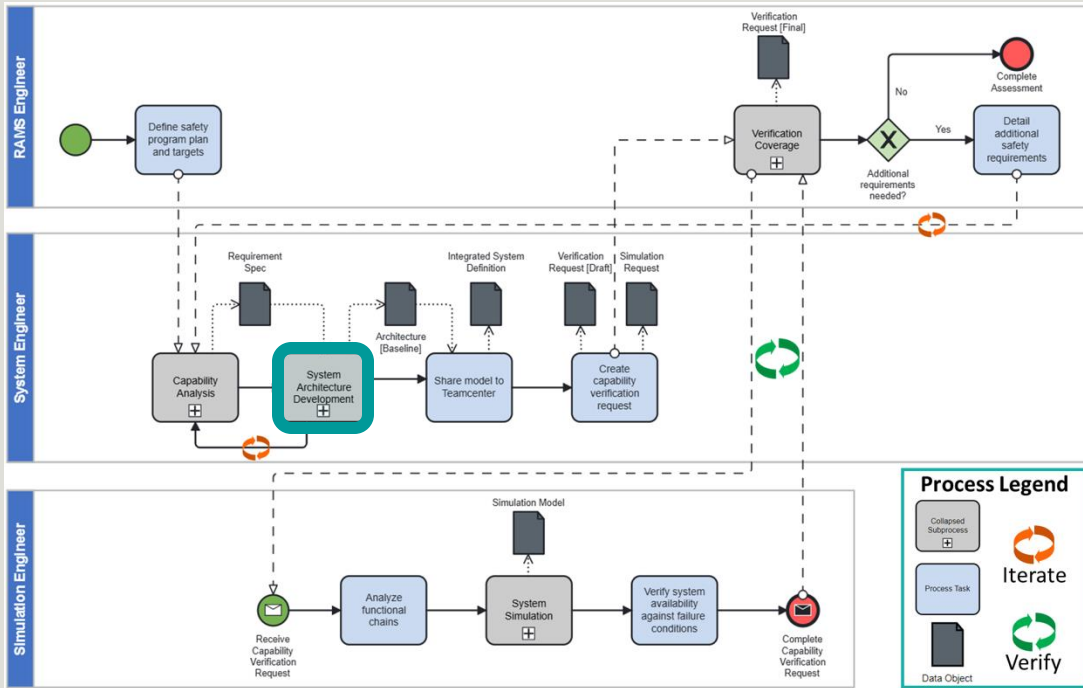 RAMS Engineer
Define safety
program plan
and targets
Verification
Request [Final]
Verification
Coverage
No
Complete
Assessment
Yes
Additional
requirements
needed?
Detail
additional
safety
requirements
System Engineer
Requirement
Spec
Capability
Analysis
System
Architecture
Development
Architecture
[Baseline]
Integrated System
Definition
Share model to
Teamcenter
Verification
Request [Draft]
Simulation
Request
Create
capability
verification
request
Simulation Engineer
Receive
Capability
Verification
Request
Analyze
functional
chains
Simulation Model
System
Simulation
Verify system
availability
against failure
conditions
Complete
Capability
Verification
Request
Process Legend
Collapsed
Subprocess
Iterate
Process Task
Verify
Data Object